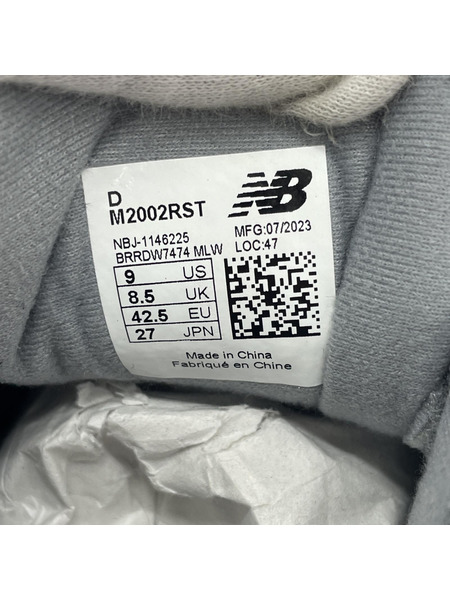 D
M2002RST
NB
NBJ-1146225
BRRDW7474 MLW
MFG:07/2023
LOC:47
9 US
8.5 UK
42.5 EU
27 JPN
Made in China
Fabriqué en Chine